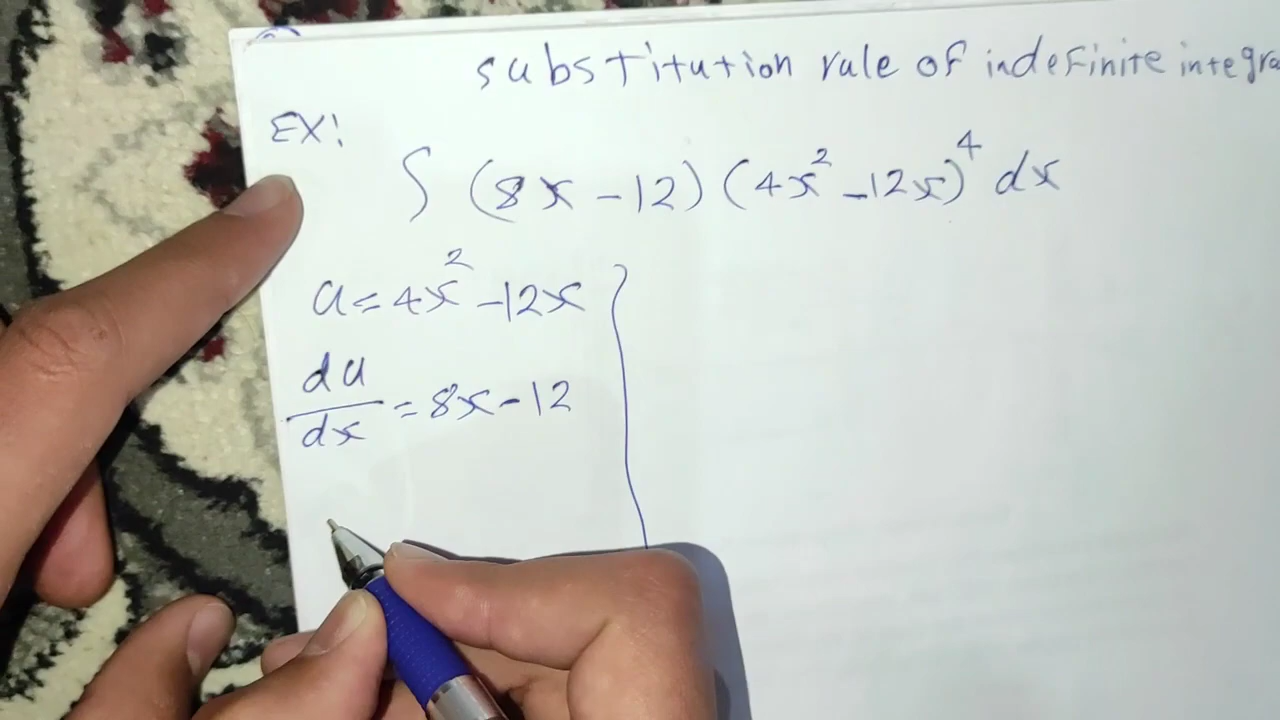 substitution rule of indefinite integra
EX!
∫ (8x - 12) (4x² - 12x)⁴ dx
u = 4x² - 12x
du/dx = 8x - 12